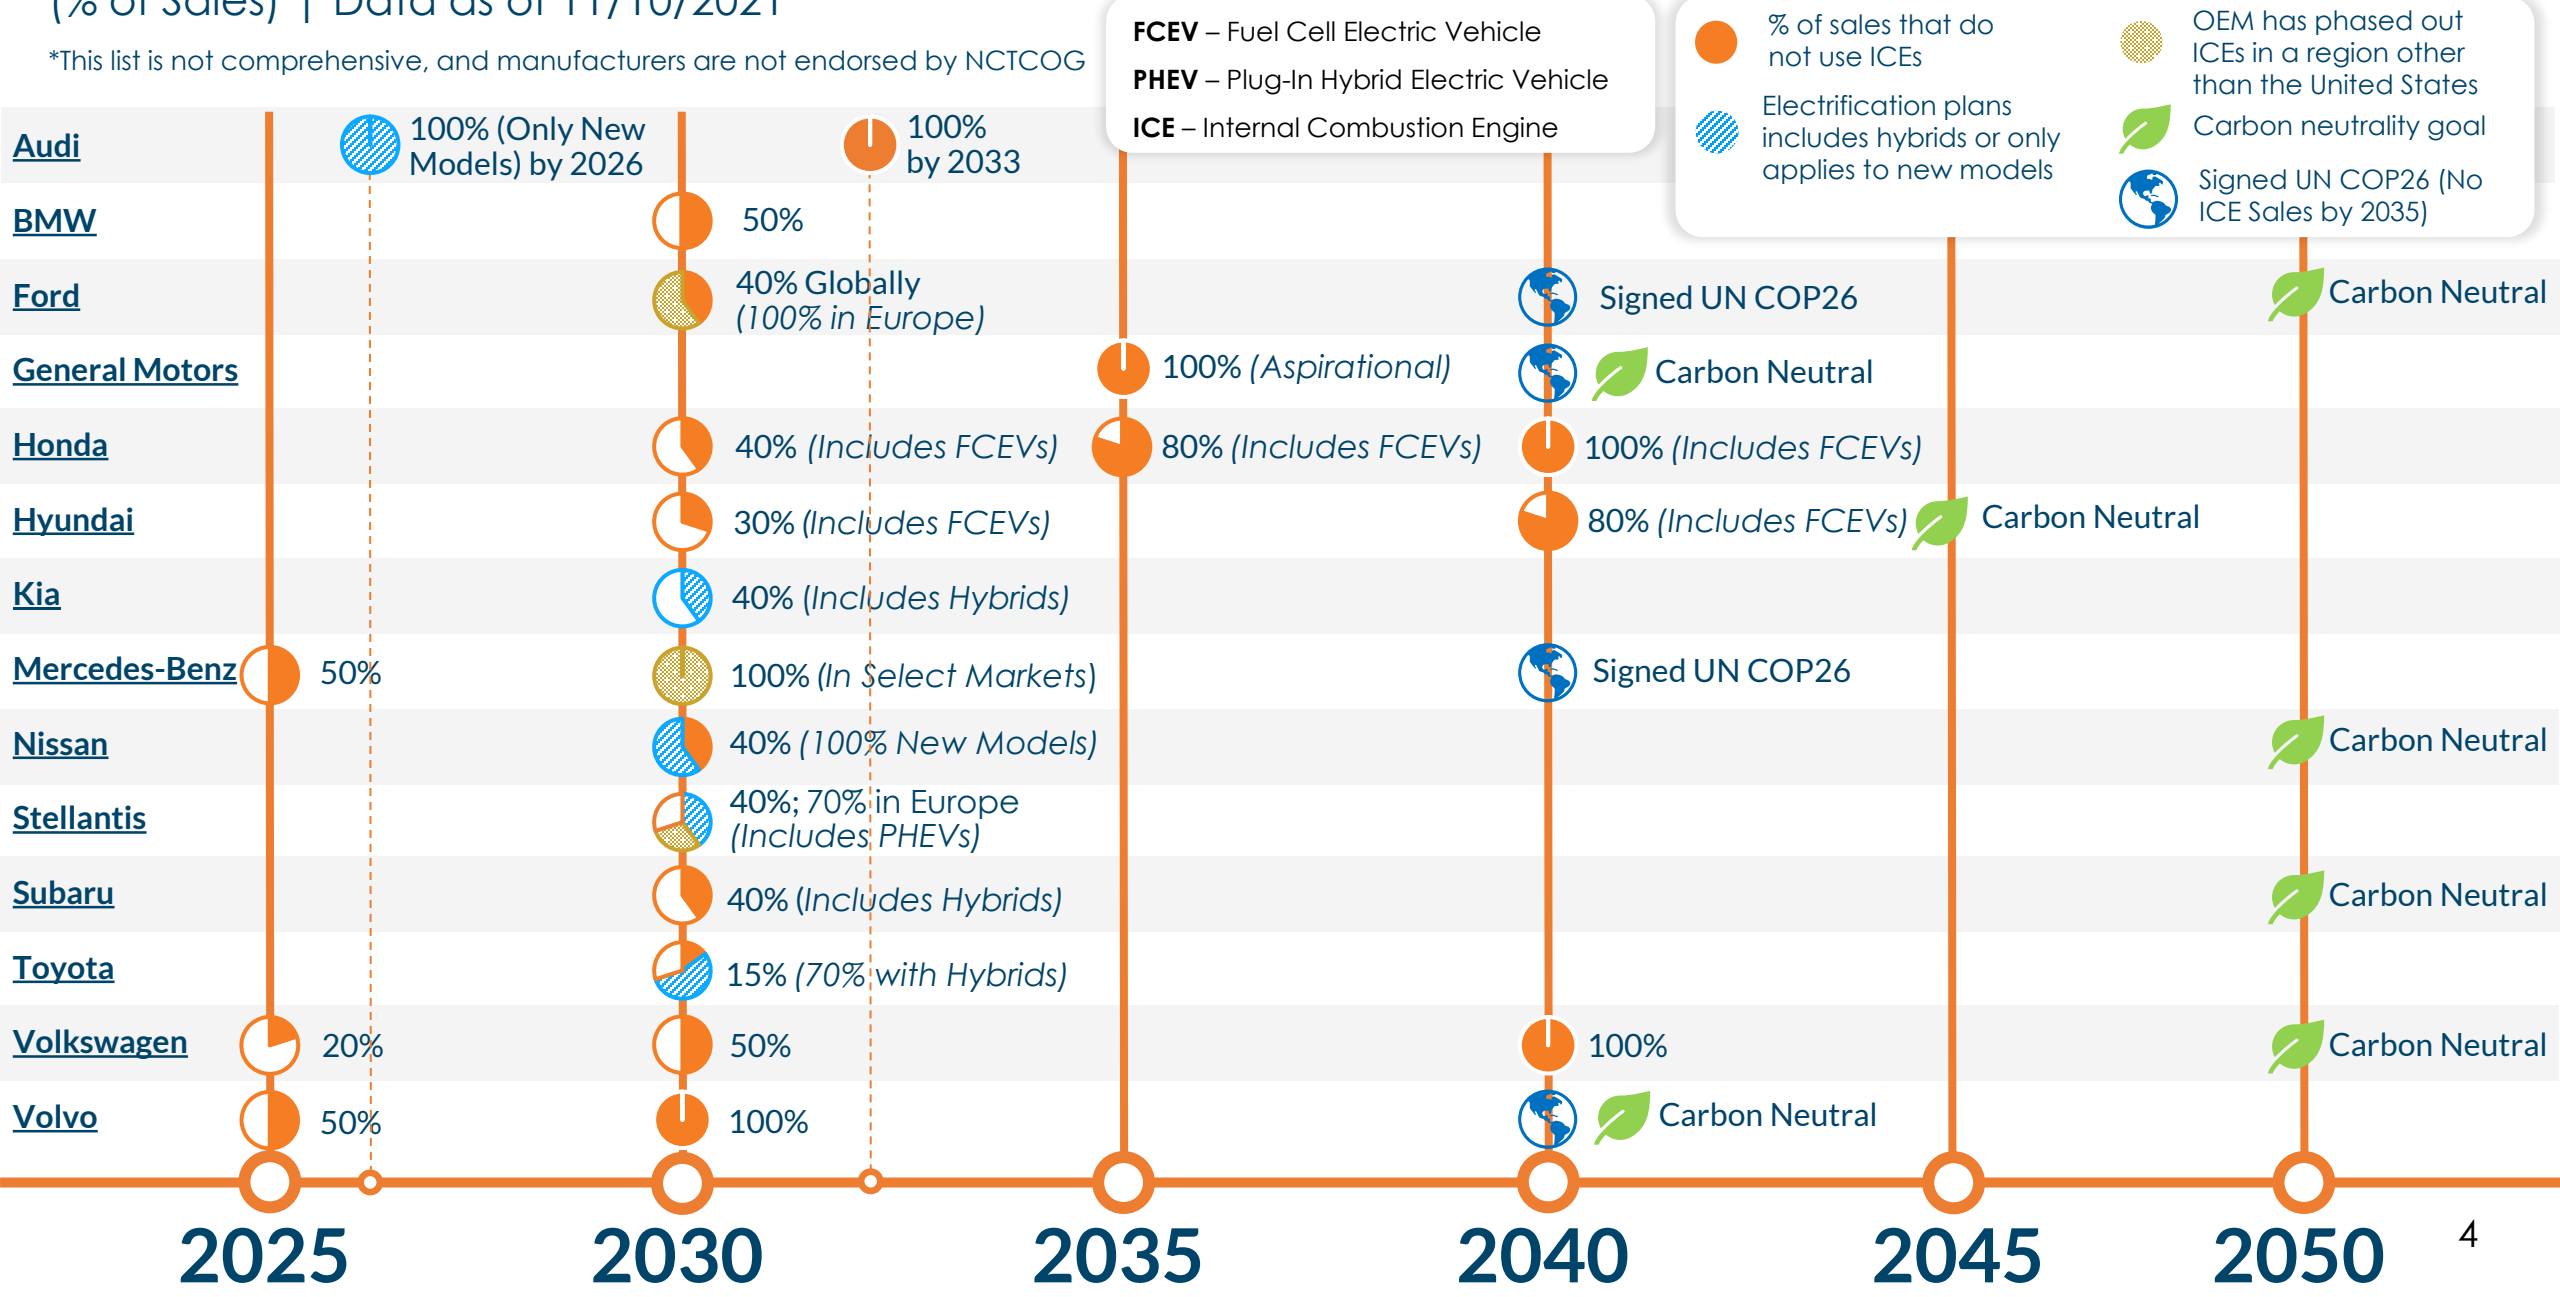 (% of Sales) | Data as of 11/10/2021
*This list is not comprehensive, and manufacturers are not endorsed by NCTCOG
FCEV – Fuel Cell Electric Vehicle
PHEV – Plug-In Hybrid Electric Vehicle
ICE – Internal Combustion Engine
% of sales that do
not use ICEs
Electrification plans
includes hybrids or only
applies to new models
OEM has phased out
ICEs in a region other
than the United States
Carbon neutrality goal
Signed UN COP26 (No
ICE Sales by 2035)
Audi
100% (Only New
Models) by 2026
100%
by 2033
BMW
50%
Ford
40% Globally
(100% in Europe)
Signed UN COP26
Carbon Neutral
General Motors
100% (Aspirational)
Carbon Neutral
Honda
40% (Includes FCEVs)
80% (Includes FCEVs)
100% (Includes FCEVs)
Hyundai
30% (Includes FCEVs)
80% (Includes FCEVs)
Carbon Neutral
Kia
40% (Includes Hybrids)
Mercedes-Benz
50%
100% (In Select Markets)
Signed UN COP26
Nissan
40% (100% New Models)
Carbon Neutral
Stellantis
40%; 70% in Europe
(Includes PHEVs)
Subaru
40% (Includes Hybrids)
Carbon Neutral
Toyota
15% (70% with Hybrids)
Volkswagen
20%
50%
100%
Carbon Neutral
Volvo
50%
100%
Carbon Neutral
2025
2030
2035
2040
2045
2050
4